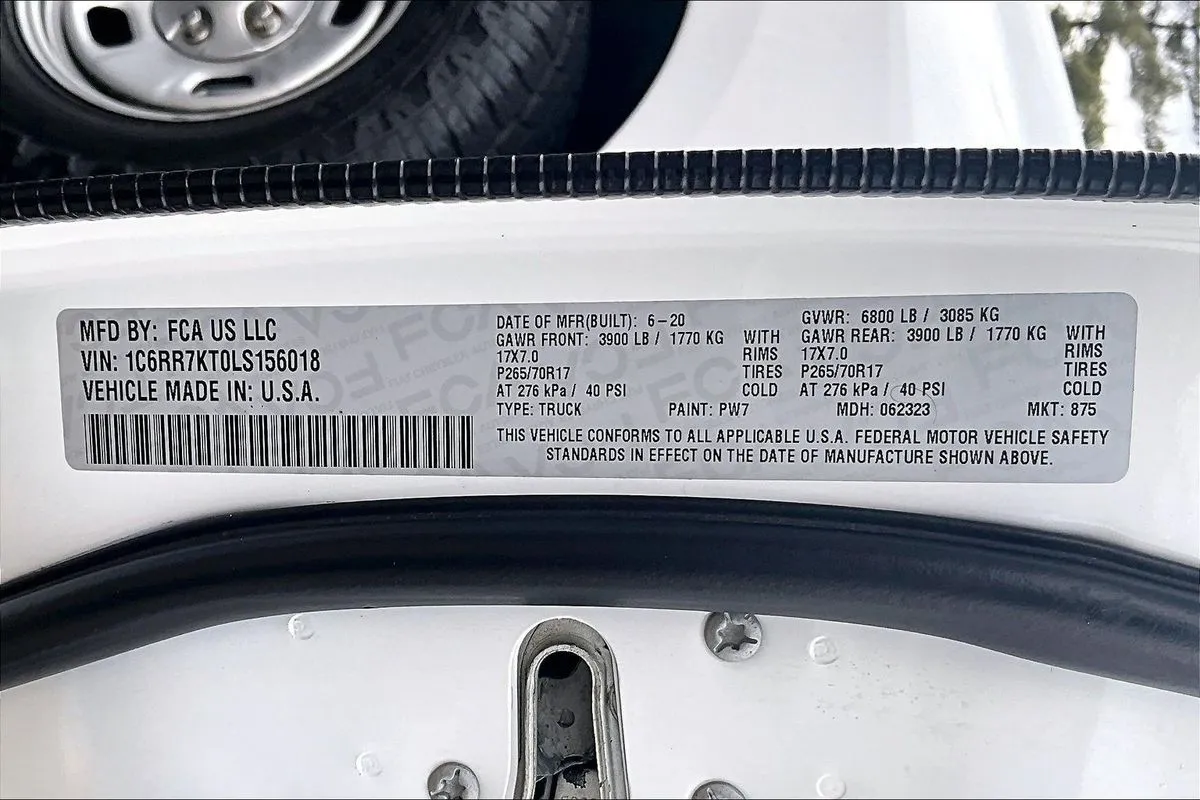 MFD BY: FCA US LLC
VIN: 1C6RR7KT0LS156018
VEHICLE MADE IN: U.S.A.
DATE OF MFR(BUILT): 6-20
GAWR FRONT: 3900 LB / 1770 KG WITH
17X7.0 RIMS
P265/70R17 TIRES
AT 276 kPa / 40 PSI COLD
GVWR: 6800 LB / 3085 KG
GAWR REAR: 3900 LB / 1770 KG WITH
17X7.0 RIMS
P265/70R17 TIRES
AT 276 kPa / 40 PSI COLD
TYPE: TRUCK PAINT: PW7 MDH: 062323 MKT: 875
THIS VEHICLE CONFORMS TO ALL APPLICABLE U.S.A. FEDERAL MOTOR VEHICLE SAFETY
STANDARDS IN EFFECT ON THE DATE OF MANUFACTURE SHOWN ABOVE.